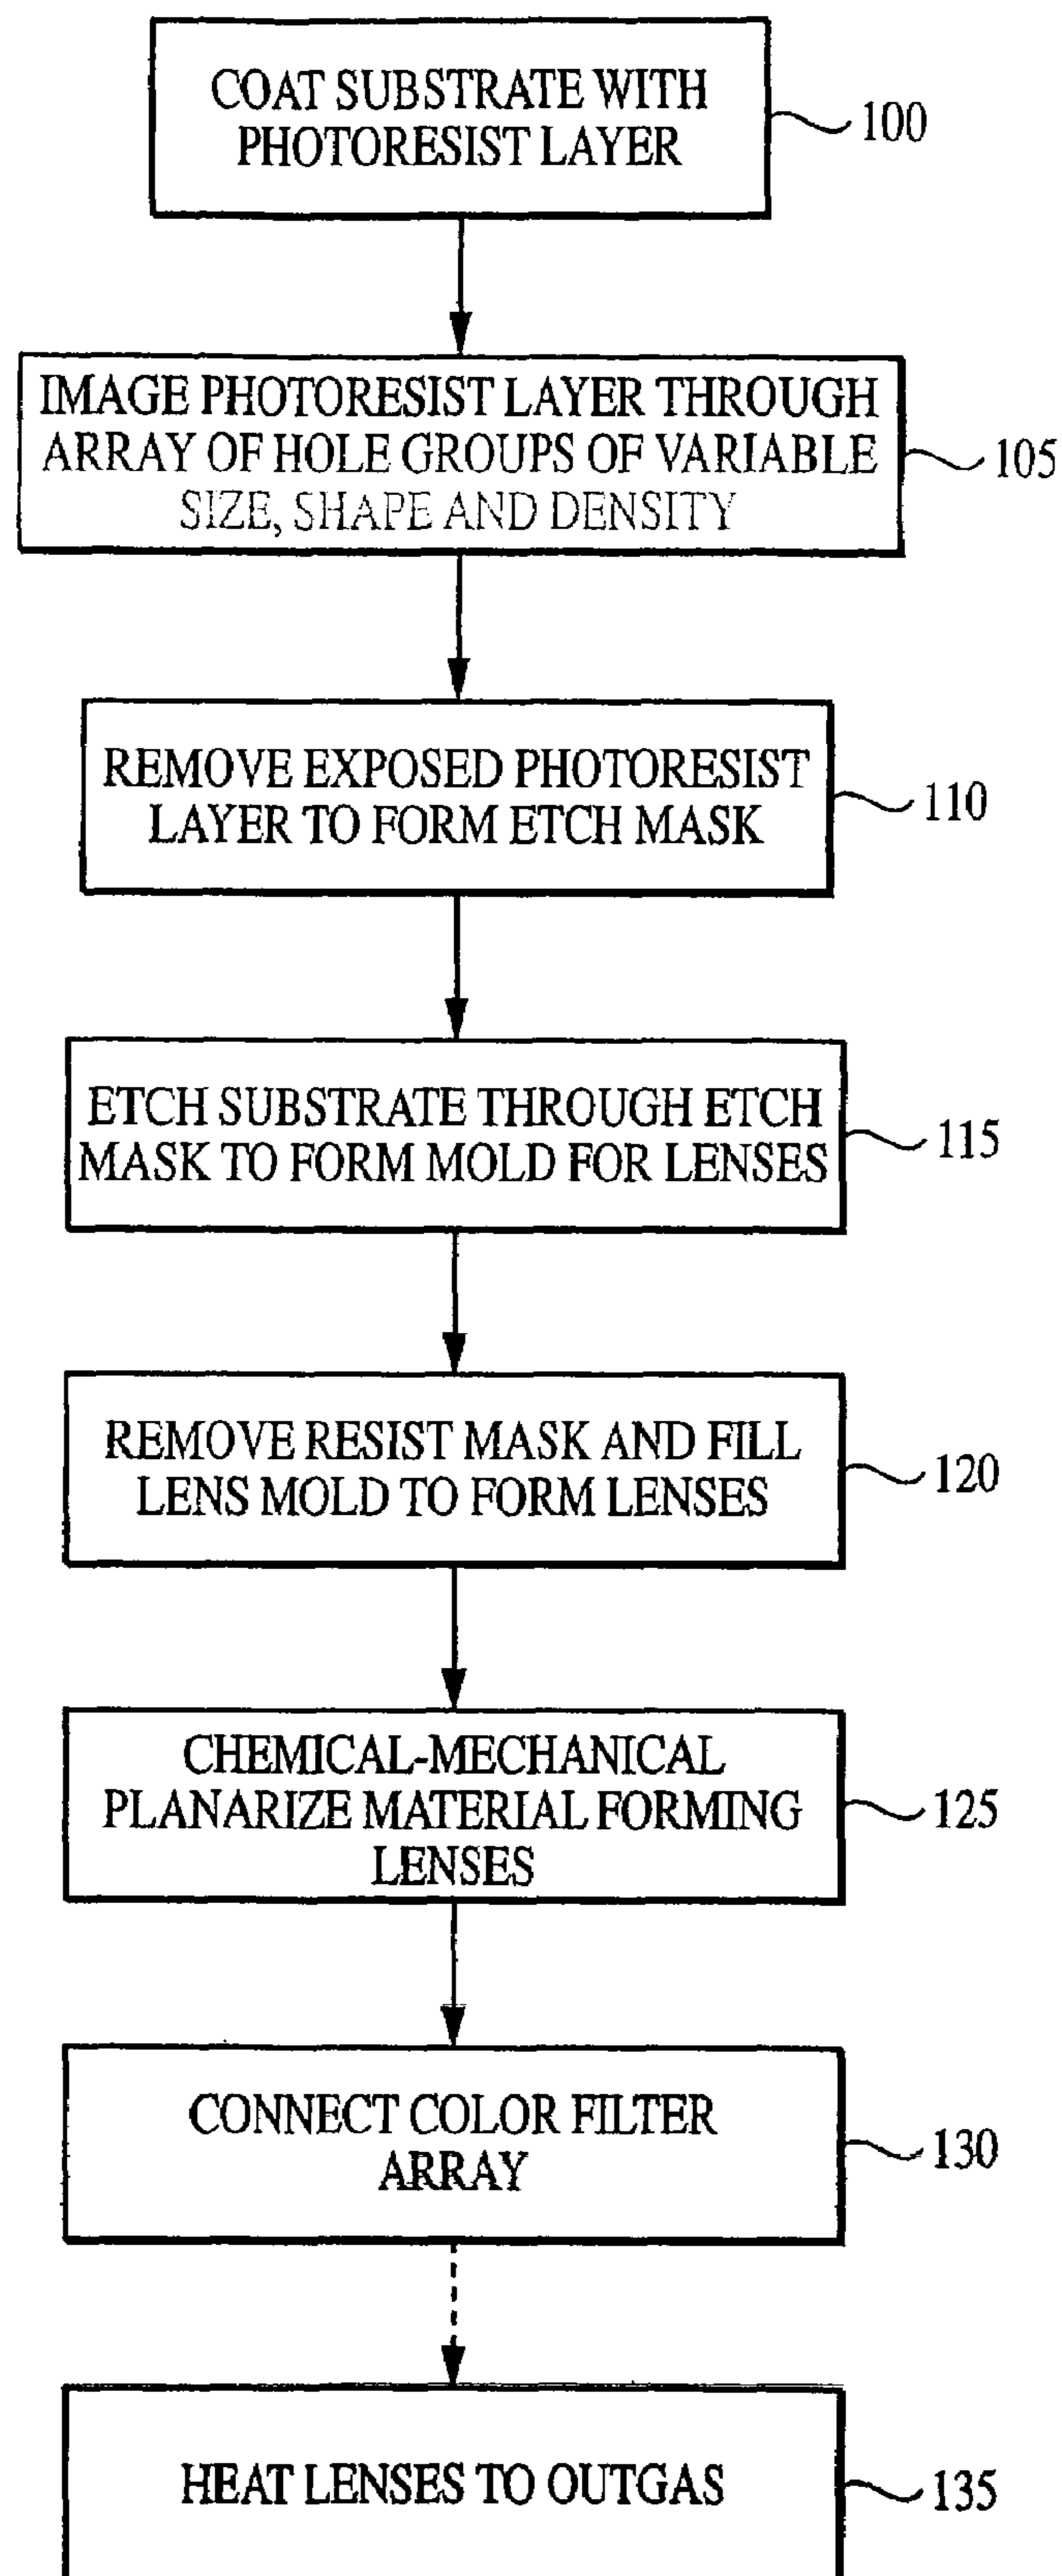 COAT SUBSTRATE WITH
PHOTORESIST LAYER
100
IMAGE PHOTORESIST LAYER THROUGH
ARRAY OF HOLE GROUPS OF VARIABLE
SIZE, SHAPE AND DENSITY
105
REMOVE EXPOSED PHOTORESIST
LAYER TO FORM ETCH MASK
110
ETCH SUBSTRATE THROUGH ETCH
MASK TO FORM MOLD FOR LENSES
115
REMOVE RESIST MASK AND FILL
LENS MOLD TO FORM LENSES
120
CHEMICAL-MECHANICAL
PLANARIZE MATERIAL FORMING
LENSES
125
CONNECT COLOR FILTER
ARRAY
130
HEAT LENSES TO OUTGAS
135